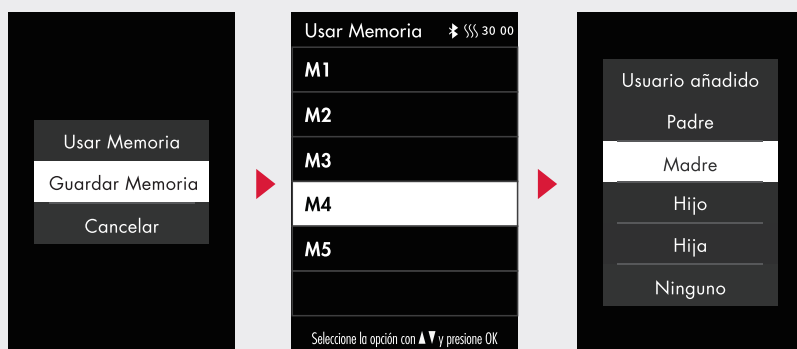 Usar Memoria
Guardar Memoria
Cancelar
Usar Memoria 30 00
M1
M2
M3
M4
M5
Seleccione la opción con ▲▼ y presione OK
Usuario añadido
Padre
Madre
Hijo
Hija
Ninguno